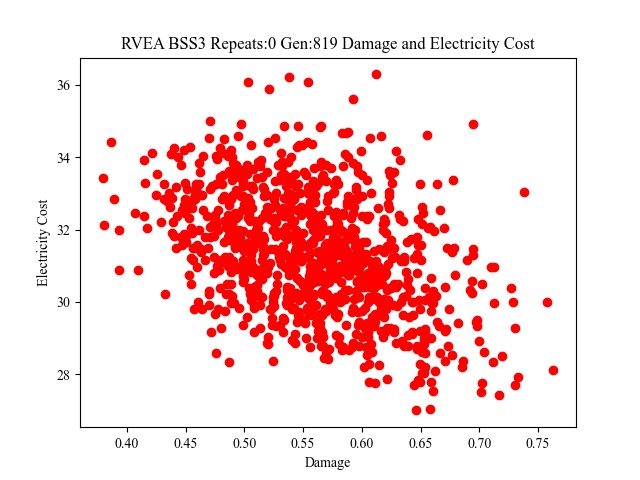 RVEA BSS3 Repeats:0 Gen:819 Damage and Electricity Cost
36
34
32
30
28
Electricity Cost
0.40 0.45 0.50 0.55 0.60 0.65 0.70 0.75
Damage